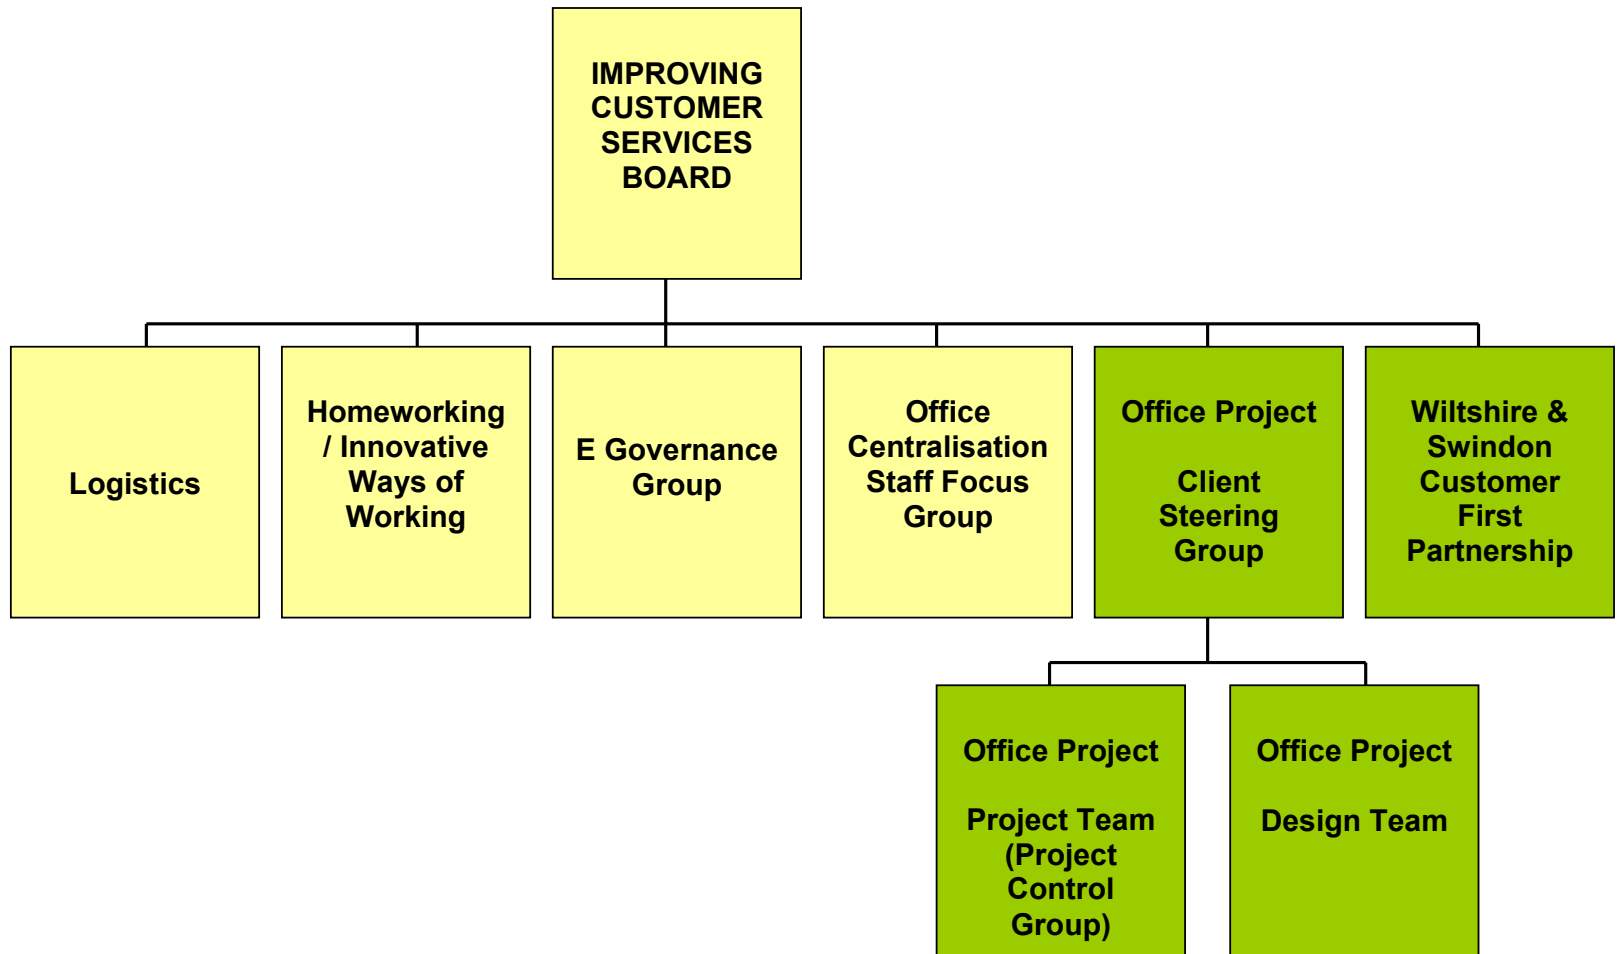 IMPROVING
CUSTOMER
SERVICES
BOARD
Logistics
Homeworking
/ Innovative
Ways of
Working
E Governance
Group
Office
Centralisation
Staff Focus
Group
Office Project
Client
Steering
Group
Wiltshire &
Swindon
Customer
First
Partnership
Office Project
Project Team
(Project
Control
Group)
Office Project
Design Team